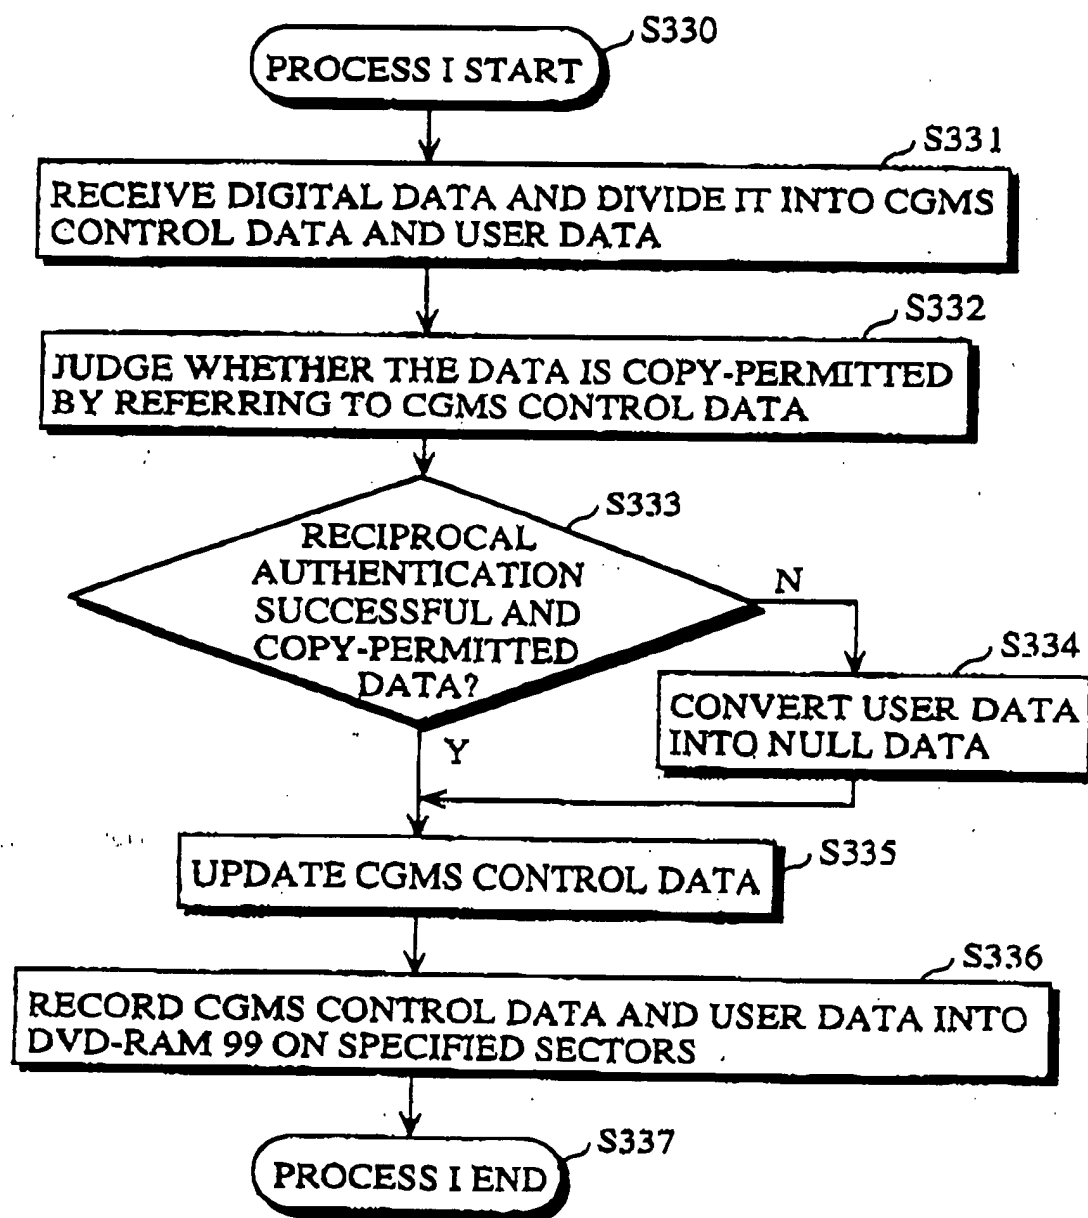 S330
PROCESS I START
S331
RECEIVE DIGITAL DATA AND DIVIDE IT INTO CGMS
CONTROL DATA AND USER DATA
S332
JUDGE WHETHER THE DATA IS COPY-PERMITTED
BY REFERRING TO CGMS CONTROL DATA
S333
RECIPROCAL
AUTHENTICATION
SUCCESSFUL AND
COPY-PERMITTED
DATA?
N
S334
CONVERT USER DATA
INTO NULL DATA
Y
S335
UPDATE CGMS CONTROL DATA
S336
RECORD CGMS CONTROL DATA AND USER DATA INTO
DVD-RAM 99 ON SPECIFIED SECTORS
S337
PROCESS I END